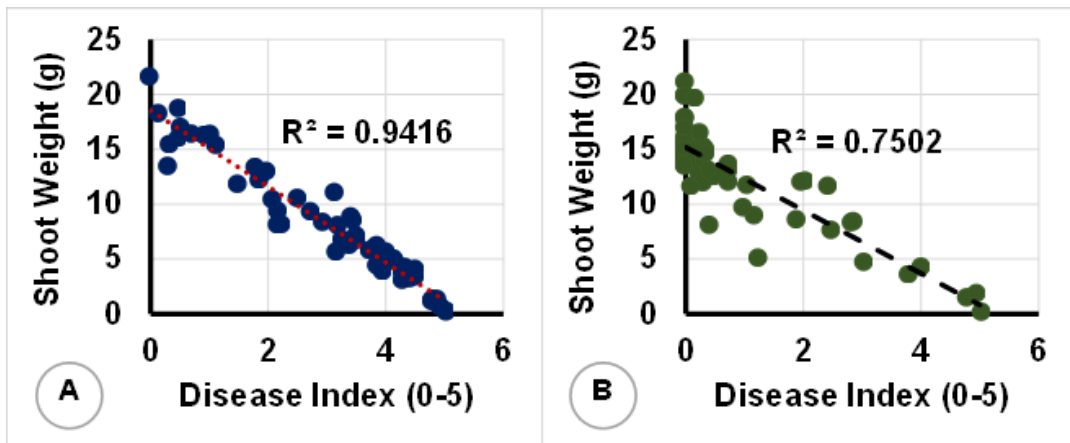 25
20
15
10
5
0
Shoot Weight (g)
R² = 0.9416
0 2 4 6
Disease Index (0-5)
A
25
20
15
10
5
0
Shoot Weight (g)
R² = 0.7502
0 2 4 6
Disease Index (0-5)
B